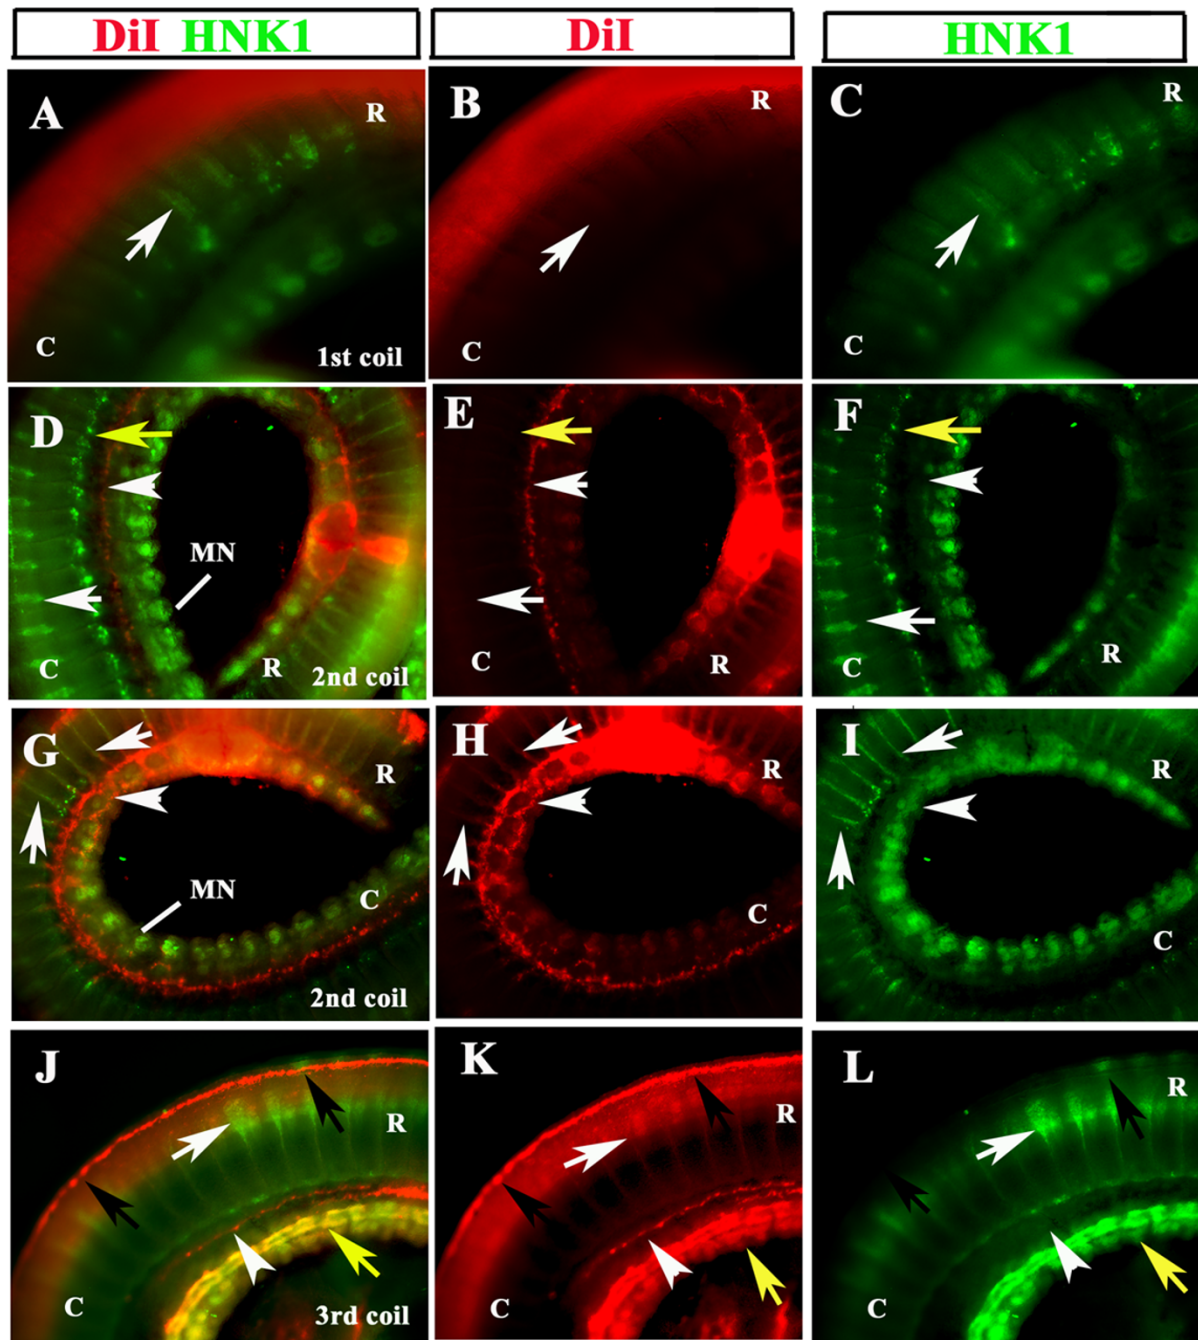 DiI HNK1 DiI HNK1
A R B R C R
C 1st coil C C
D E F
MN
C R 2nd coil C R C R
G R H R I R
MN C C C
2nd coil
J R K R L R
C 3rd coil C C